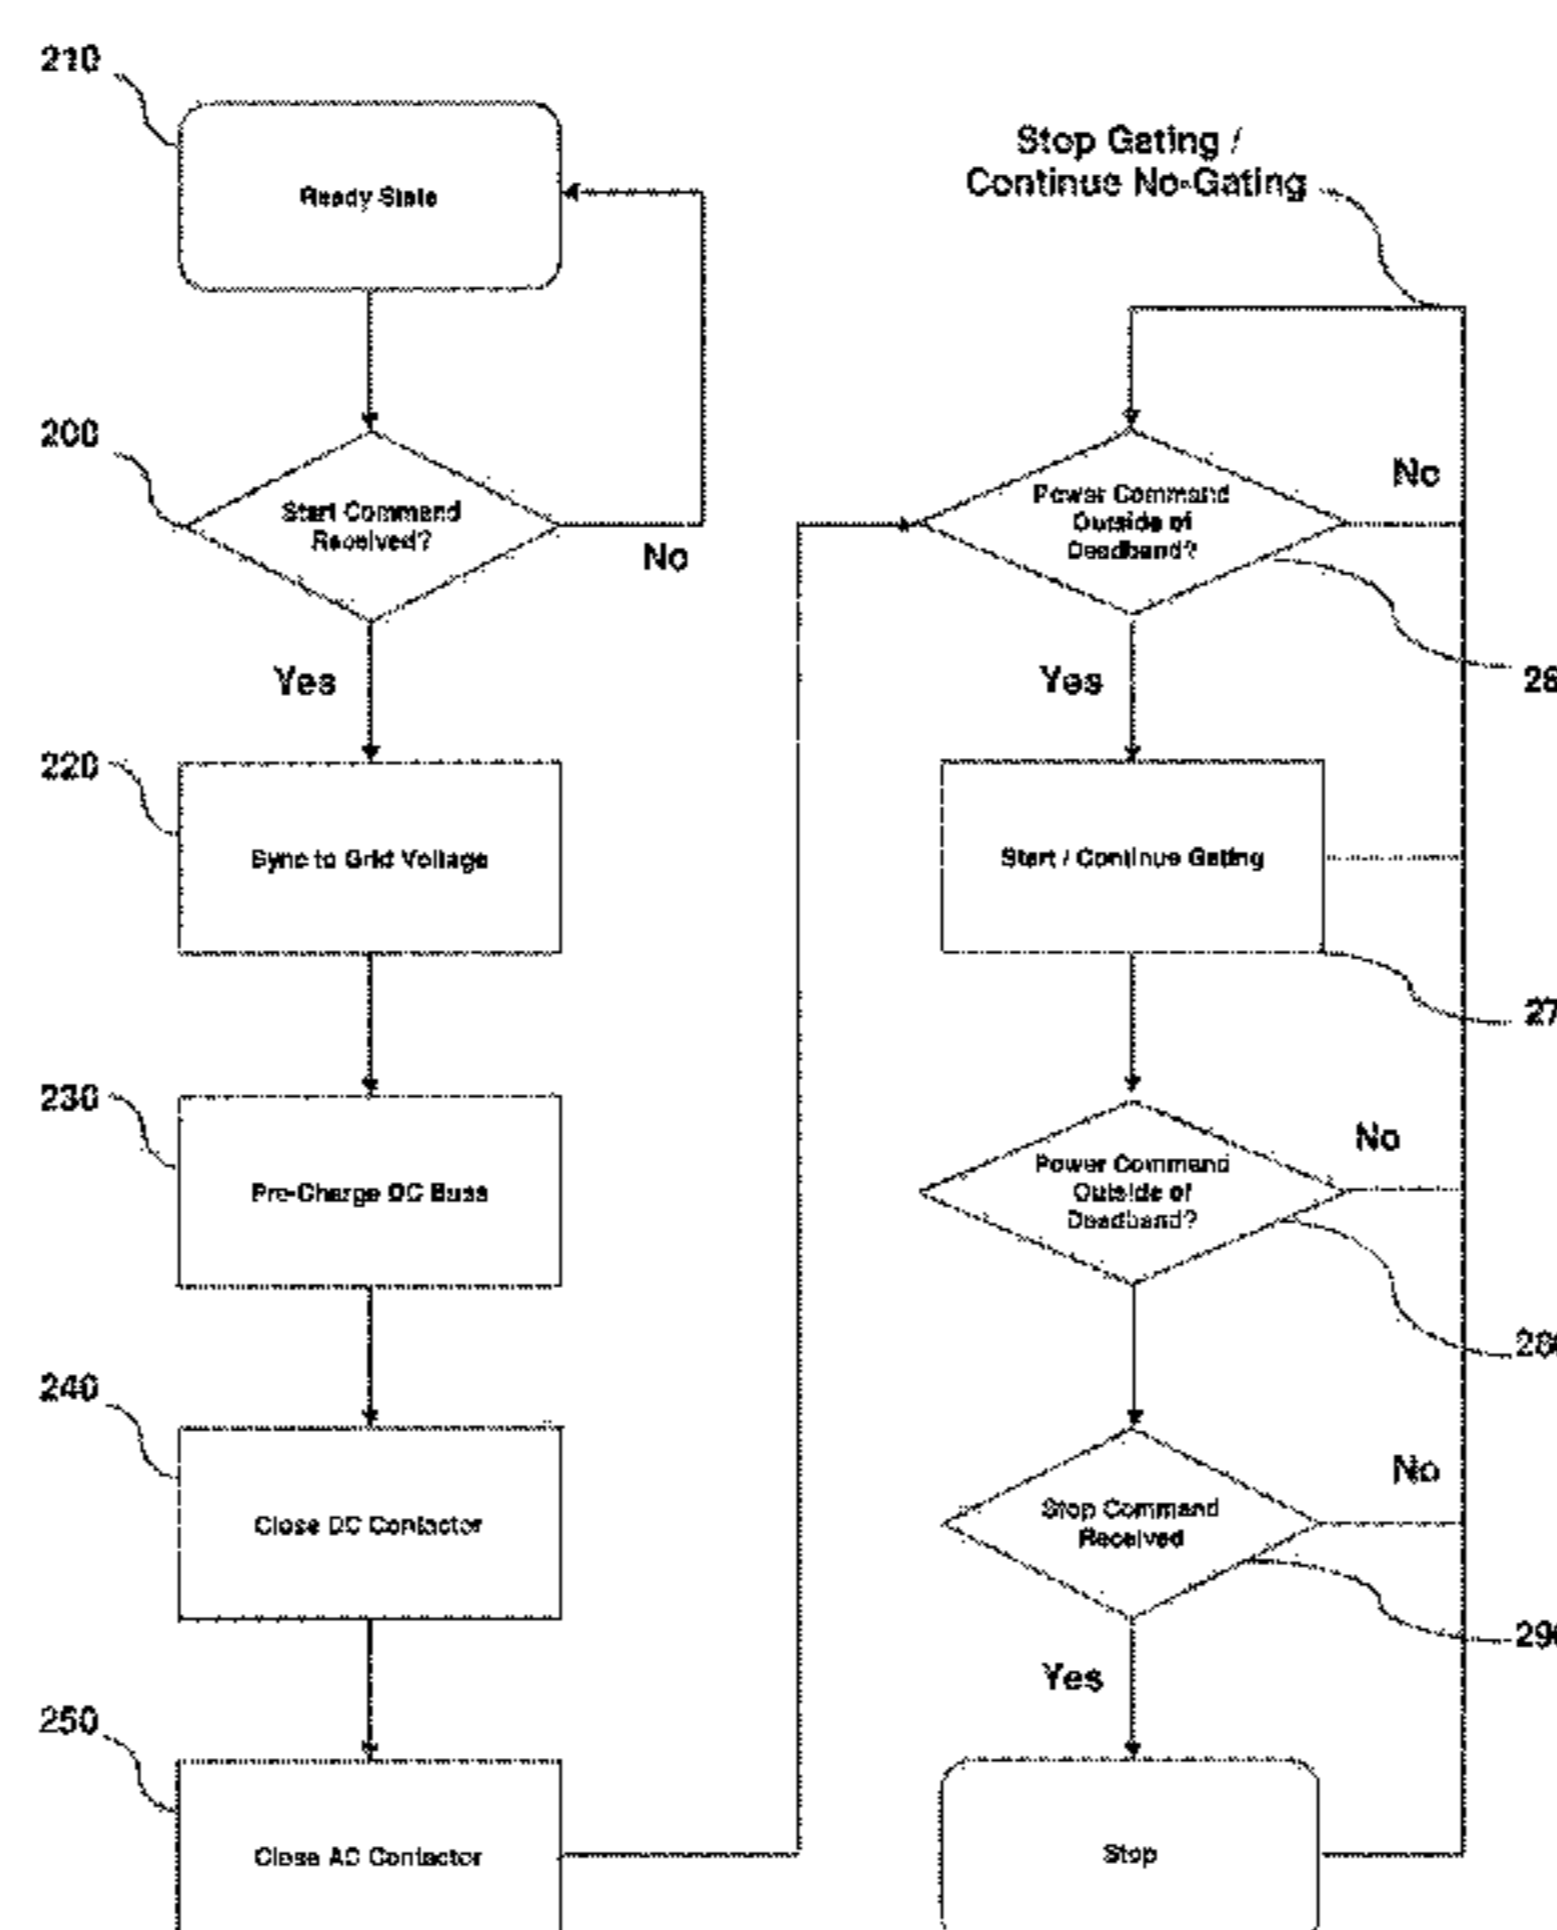 210
Ready State
200
Start Command
Received?
No
Yes
220
Sync to Grid Voltage
230
Pre-Charge DC Buss
240
Close DC Contactor
250
Close AC Contactor
Stop Gating /
Continue No-Gating
Power Command
Outside of
Deadband?
No
Yes
Start / Continue Gating
27
Power Command
Outside of
Deadband?
No
Stop Command
Received
No
29
Yes
Stop